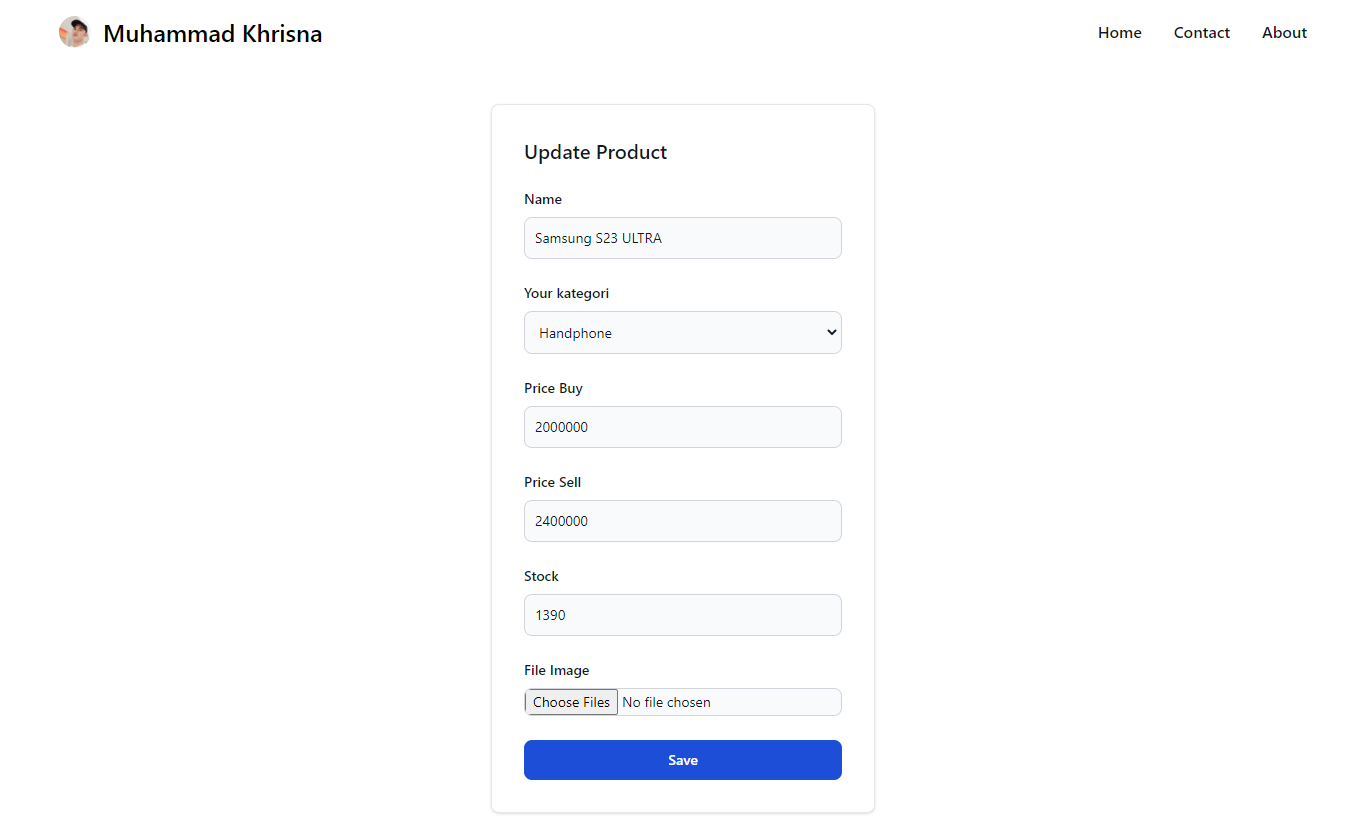 Muhammad Khrisna
Home Contact About
Update Product
Name
Samsung S23 ULTRA
Your kategori
Handphone
Price Buy
2000000
Price Sell
2400000
Stock
1390
File Image
Choose Files No file chosen
Save